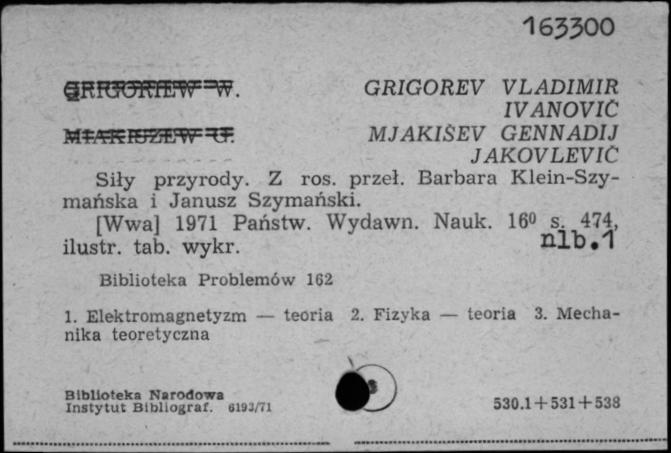 163300
GRIGORIEW W. GRIGOREV VLADIMIR
IVANOVIČ
MIAKISZEW G. MJAKIŠEV GENNADIJ
JAKOVLEVIČ
Siły przyrody. Z ros. przeł. Barbara Klein-Szy-
mańska i Janusz Szymański.
[Wwa] 1971 Państw. Wydawn. Nauk. 16⁰ s. 474,
ilustr. tab. wykr. nlb.1
Biblioteka Problemów 162
1. Elektromagnetyzm — teoria 2. Fizyka — teoria 3. Mecha-
nika teoretyczna
Biblioteka Narodowa
Instytut Bibliograf. 6193/71 530.1+531+538